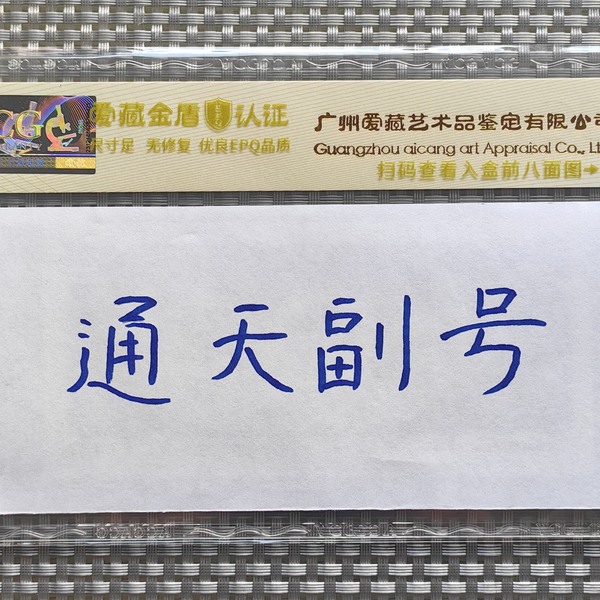 爱藏金盾认证
尺寸足 无修复 优良EPQ品质
广州爱藏艺术品鉴定有限公司
Guangzhou aicang art Appraisal Co., Lt
扫码查看入盒前八面图→
通天副号